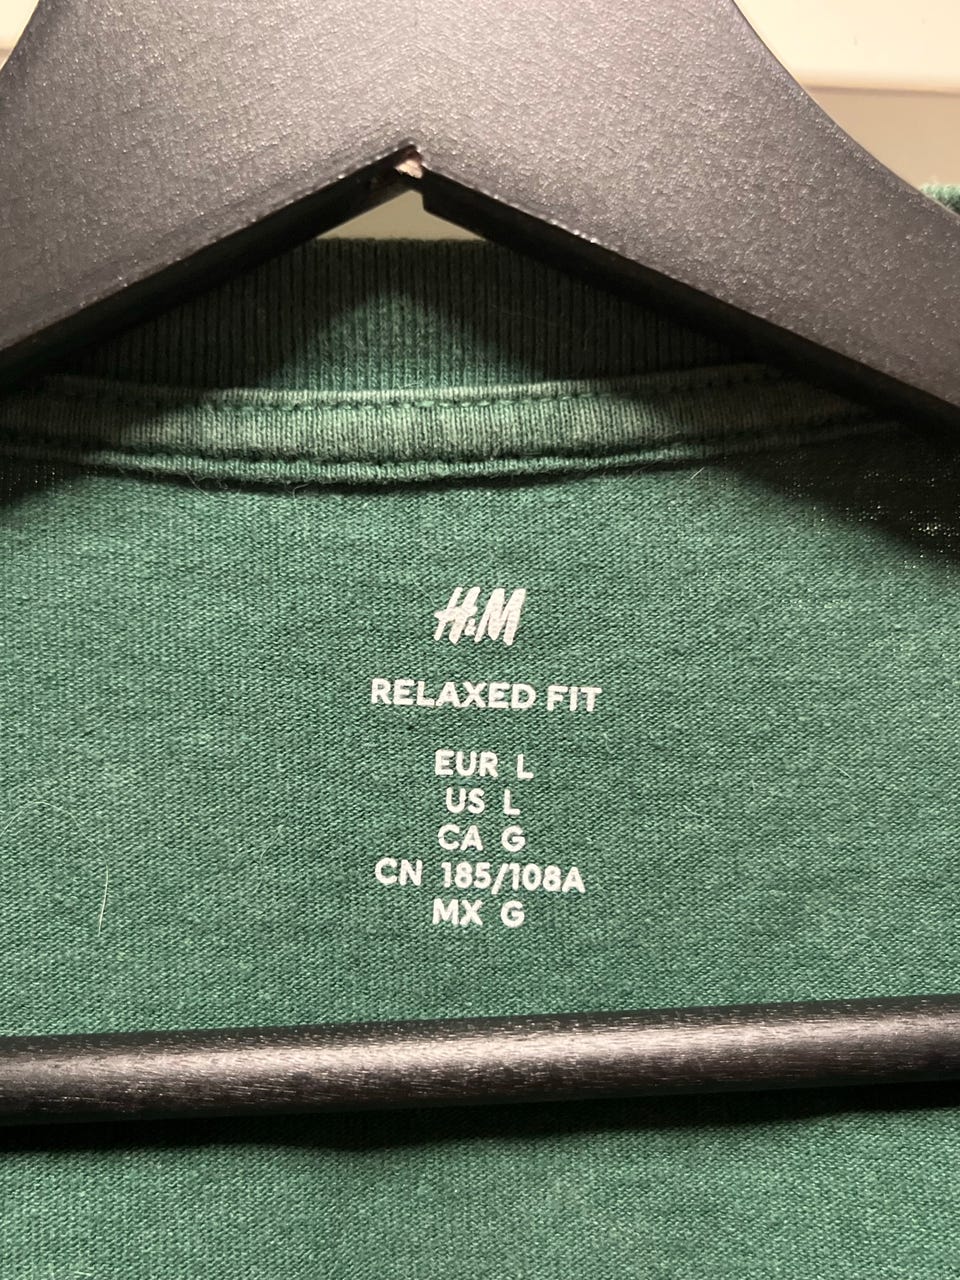 H&M
RELAXED FIT
EUR L
US L
CA G
CN 185/108A
MX G